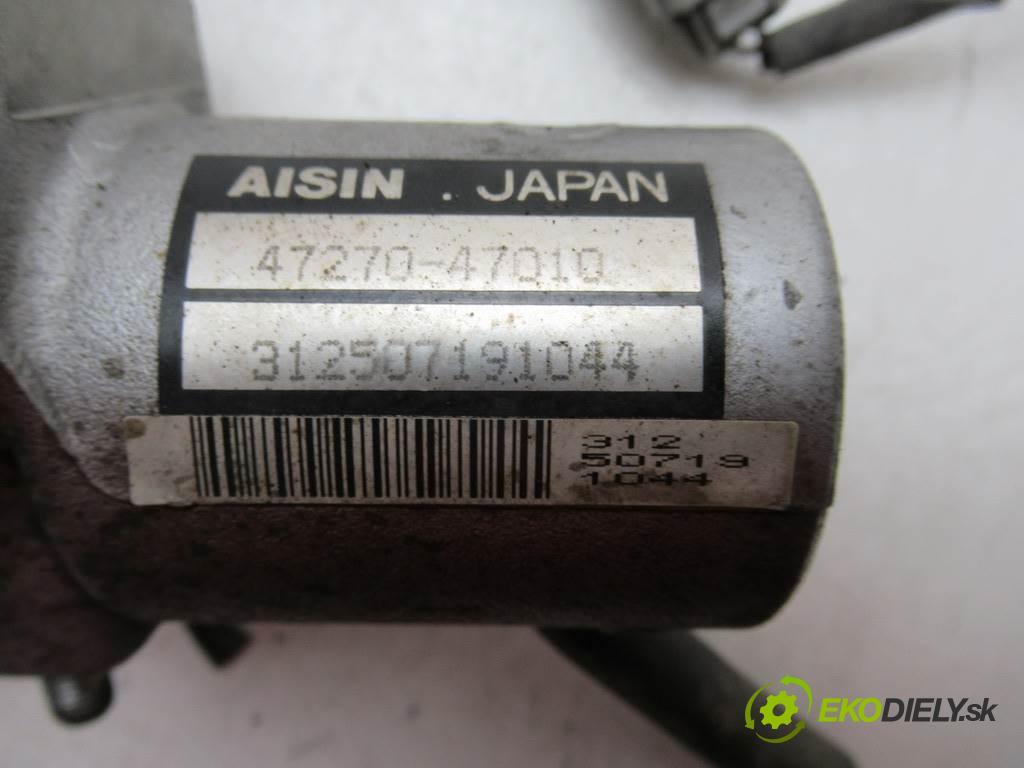 AISIN . JAPAN
47270-47010
312507191044
312
50719
1044
EKODIELY.sk